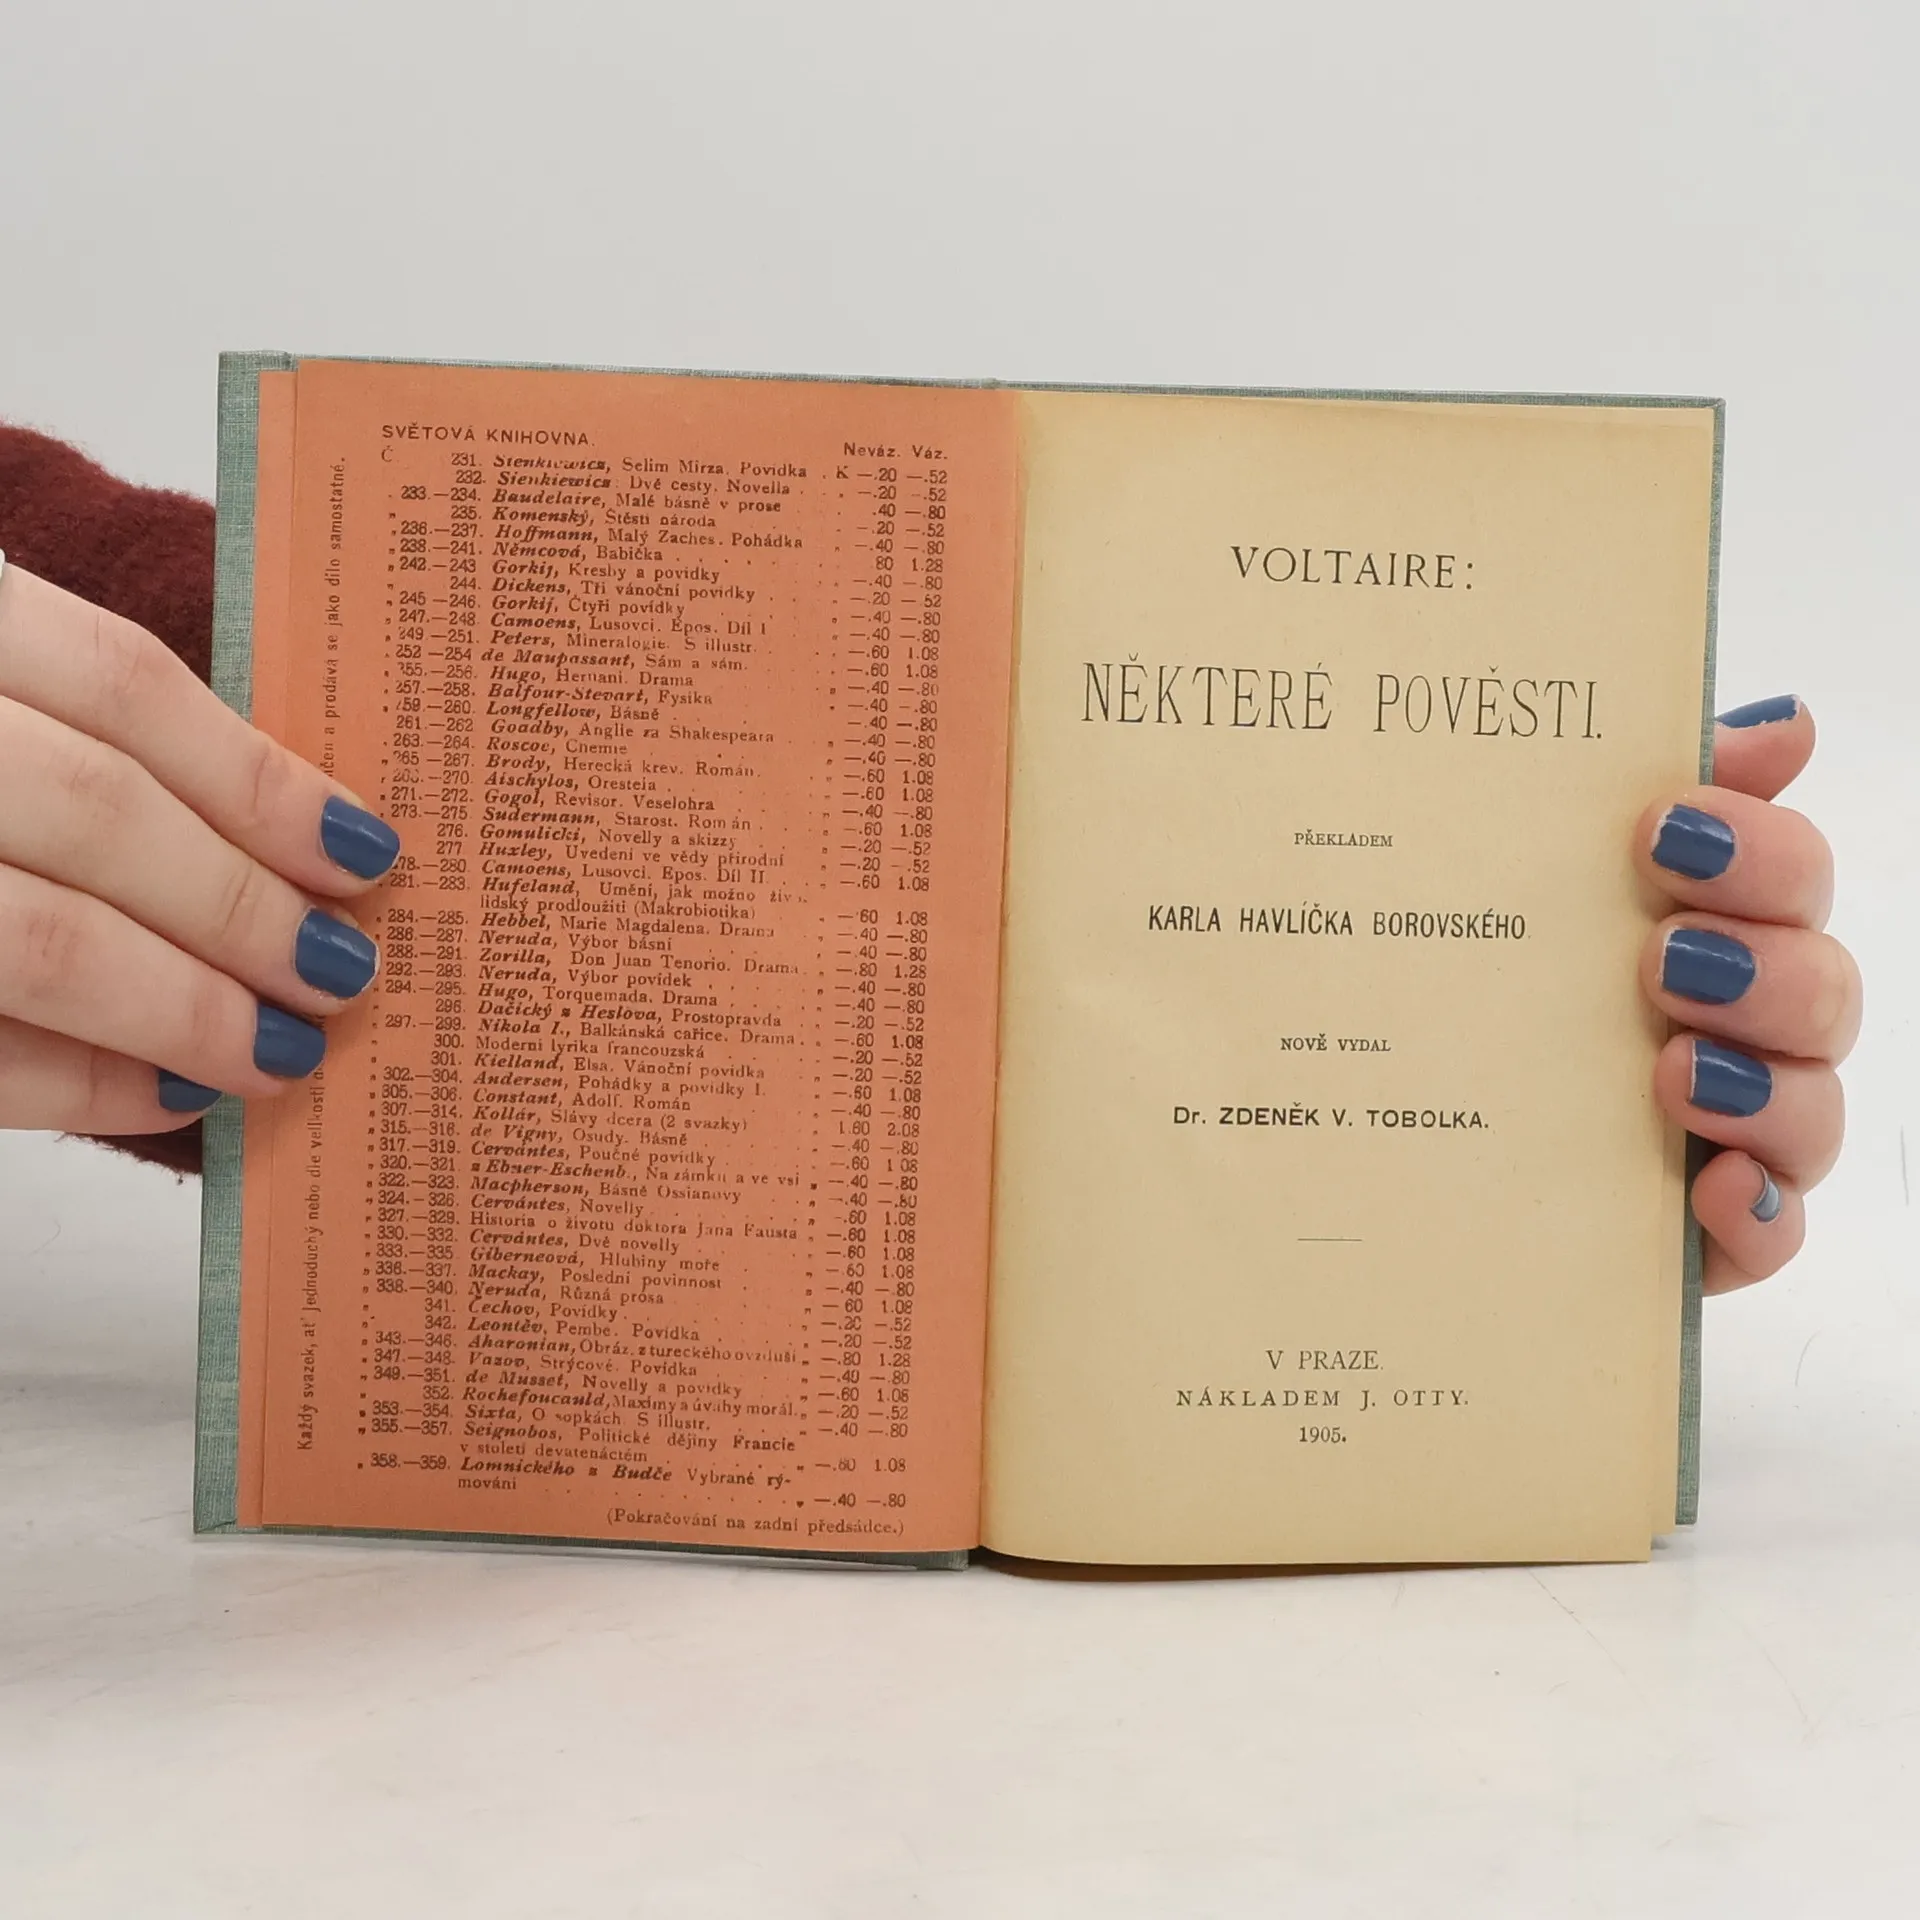 SVĚTOVÁ KNIHOVNA.
Neváz. Váz.
Č. 231. Sienkiewicz, Selim Mirza. Povídka . K —.20 —.52
232. Sienkiewicz: Dvě cesty. Novella . „ —.20 —.52
„ 233.—234. Baudelaire, Malé básně v prose .40 —.80
„ 235. Komenský, Štěstí národa „ —.20 —.52
„ 236.—237. Hoffmann, Malý Zaches. Pohádka „ —.40 —.80
„ 238.—241. Němcová, Babička . . . . 80 1.28
„ 242.—243 Gorkij, Kresby a povídky „ —.40 —.80
„ 244. Dickens, Tři vánoční povídky . „ —.20 —.52
„ 245—246. Gorkij, Čtyři povídky „ —.40 —.80
„ 247.—248. Camoens, Lusovci. Epos. Díl I „ —.40 —.80
„ 249.—251. Peters, Mineralogie. S illustr. „ —.60 1.08
„ 252—254 de Maupassant, Sám a sám. „ —.60 1.08
„ 255.—256. Hugo, Hernani. Drama „ —.40 —.80
„ 257.—258. Balfour-Stevart, Fysika „ —.40 —.80
„ 259.—260. Longfellow, Básně . „ —.40 —.80
261.—262 Goadby, Anglie za Shakespeara . „ —.40 —.80
„ 263.—264. Roscoe, Chemie . „ —.40 —.80
„ 265—267. Brody, Herecká krev. Román. „ —.60 1.08
„ 268.—270. Aischylos, Oresteia . „ —.60 1.08
„ 271.—272. Gogol, Revisor. Veselohra „ —.40 —.80
„ 273.—275. Sudermann, Starost. Román . „ —.60 1.08
276. Gomulicki, Novelly a skizzy „ —.20 —.52
277. Huxley, Uvedení ve vědy přírodní „ —.20 —.52
278.—280. Camoens, Lusovci. Epos. Díl II. . „ —.60 1.08
„ 281.—283. Hufeland, Umění, jak možno živ.
lidský prodloužiti (Makrobiotika) „ —.60 1.08
„ 284.—285. Hebbel, Marie Magdalena. Drama „ —.40 —.80
„ 286.—287. Neruda, Výbor básní „ —.40 —.80
„ 288.—291. Zorilla, Don Juan Tenorio. Drama . „ —.80 1.28
„ 292.—293. Neruda, Výbor povídek . . „ —.40 —.80
„ 294.—295. Hugo, Torquemada. Drama . . „ —.40 —.80
„ 296. Dačický z Heslova, Prostopravda „ —.20 —.52
„ 297.—299. Nikola I., Balkánská cařice. Drama . „ —.60 1.08
„ 300. Moderní lyrika francouzská „ —.20 —.52
„ 301. Kielland, Elsa. Vánoční povídka „ —.20 —.52
„ 302.—304. Andersen, Pohádky a povídky I. „ —.60 1.08
„ 305.—306. Constant, Adolf. Román „ —.40 —.80
„ 307.—314. Kollár, Slávy dcera (2 svazky) „ 1.60 2.08
„ 315.—316. de Vigny, Osudy. Básně . „ —.40 —.80
„ 317.—319. Cervántes, Poučné povídky . „ —.60 1.08
„ 320.—321. z Ebner-Eschenb., Na zámku a ve vsi „ —.40 —.80
„ 322.—323. Macpherson, Básně Ossianovy „ —.40 —.80
„ 324.—326. Cervántes, Novelly . „ —.60 1.08
„ 327.—329. Historia o životu doktora Jana Fausta „ —.60 1.08
„ 330.—332. Cervántes, Dvě novelly . „ —.60 1.08
„ 333.—335. Giberneová, Hlubiny moře . „ —.60 1.08
„ 336.—337. Mackay, Poslední povinnost „ —.40 —.80
„ 338.—340. Neruda, Různá prósa „ —.60 1.08
„ 341. Čechov, Povídky . „ —.20 —.52
„ 342. Leontěv, Pembe. Povídka „ —.20 —.52
„ 343.—346. Aharonian, Obráz. z tureckého ovzduší „ —.80 1.28
„ 347.—348. Vazov, Strýcové. Povídka „ —.40 —.80
„ 349.—351. de Musset, Novelly a povídky „ —.60 1.08
„ 352. Rochefoucauld, Maximy a úvahy morál. „ —.20 —.52
„ 353.—354. Sixta, O sopkách. S illustr. „ —.40 —.80
„ 355.—357. Seignobos, Politické dějiny Francie
v století devatenáctém „ —.60 1.08
„ 358.—359. Lomnického z Budče Vybrané rý-
mování „ —.40 —.80
(Pokračování na zadní předsádce.)
Každý svazek, ať jednoduchý nebo dle velikosti
a prodává se jako dílo samostatné.
VOLTAIRE:
NĚKTERÉ POVĚSTI.
PŘEKLADEM
KARLA HAVLÍČKA BOROVSKÉHO.
NOVĚ VYDAL
Dr. ZDENĚK V. TOBOLKA.
V PRAZE.
NÁKLADEM J. OTTY.
1905.